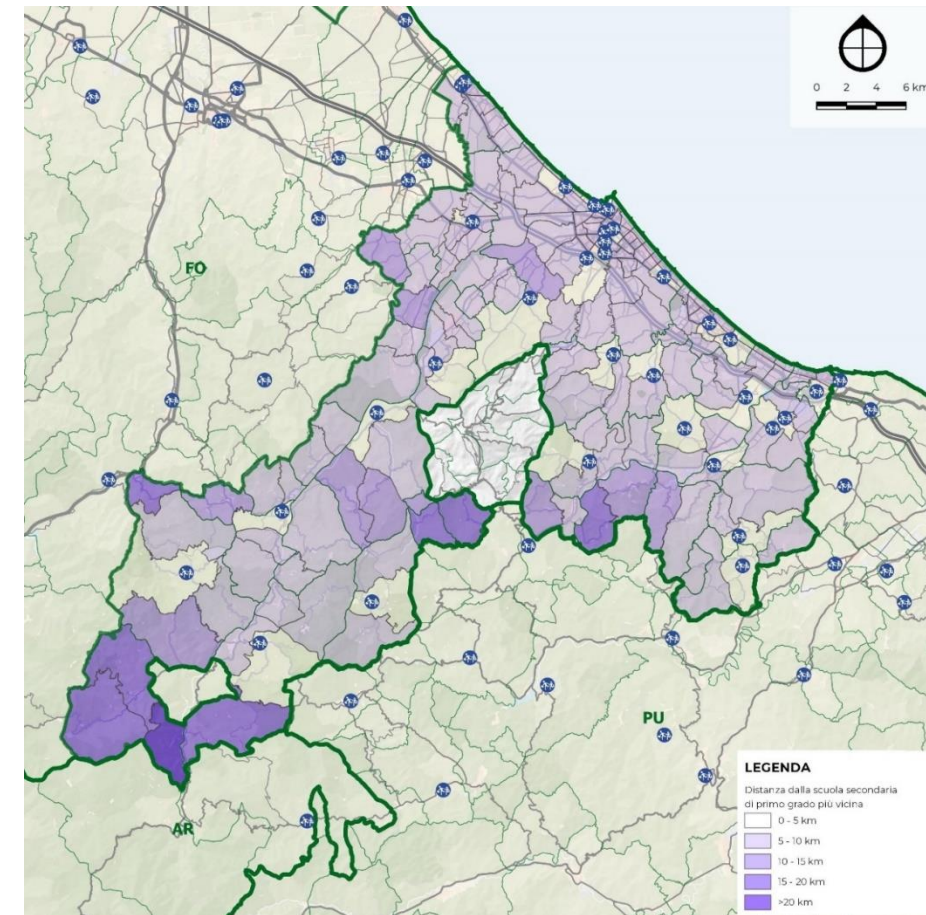 0 2 4 6 km
FO
PU
AR
LEGENDA
Distanza dalla scuola secondaria
di primo grado più vicina
0 - 5 km
5 - 10 km
10 - 15 km
15 - 20 km
>20 km